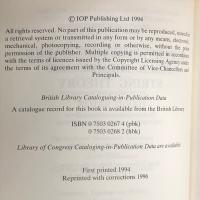 © IOP Publishing Ltd 1994
All rights reserved. No part of this publication may be reproduced, stored in
a retrieval system or transmitted in any form or by any means, electronic,
mechanical, photocopying, recording or otherwise, without the prior
permission of the publisher. Multiple copying is permitted in accordance
with the terms of licences issued by the Copyright Licensing Agency under
the terms of its agreement with the Committee of Vice-Chancellors and
Principals.
British Library Cataloguing-in-Publication Data
A catalogue record for this book is available from the British Library
ISBN 0 7503 0267 4 (pbk)
0 7503 0268 2 (hbk)
Library of Congress Cataloging-in-Publication Data are available
First printed 1994
Reprinted with corrections 1996